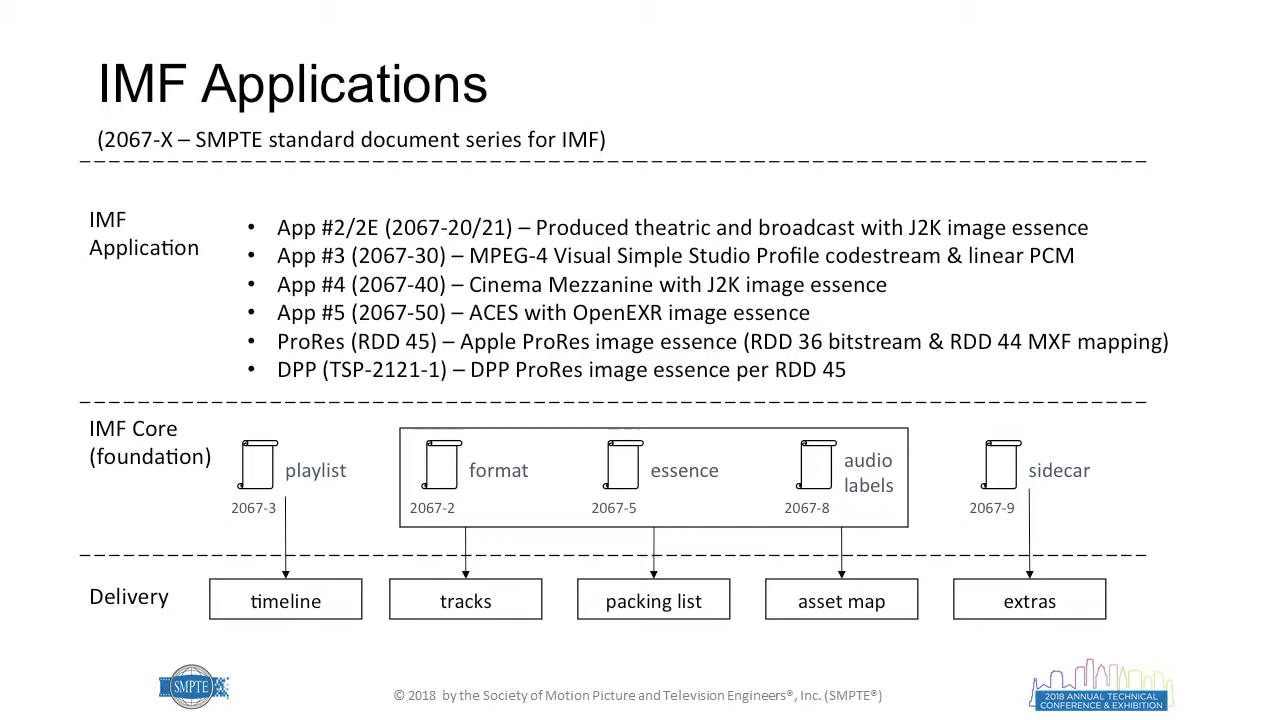 IMF Applications
(2067-X – SMPTE standard document series for IMF)
IMF
Application
• App #2/2E (2067-20/21) – Produced theatric and broadcast with J2K image essence
• App #3 (2067-30) – MPEG-4 Visual Simple Studio Profile codestream & linear PCM
• App #4 (2067-40) – Cinema Mezzanine with J2K image essence
• App #5 (2067-50) – ACES with OpenEXR image essence
• ProRes (RDD 45) – Apple ProRes image essence (RDD 36 bitstream & RDD 44 MXF mapping)
• DPP (TSP-2121-1) – DPP ProRes image essence per RDD 45
IMF Core
(foundation)
playlist
2067-3
format
2067-2
essence
2067-5
audio
labels
2067-8
sidecar
2067-9
Delivery
timeline
tracks
packing list
asset map
extras
SMPTE
© 2018 by the Society of Motion Picture and Television Engineers®, Inc. (SMPTE®)
2018 ANNUAL TECHNICAL
CONFERENCE & EXHIBITION